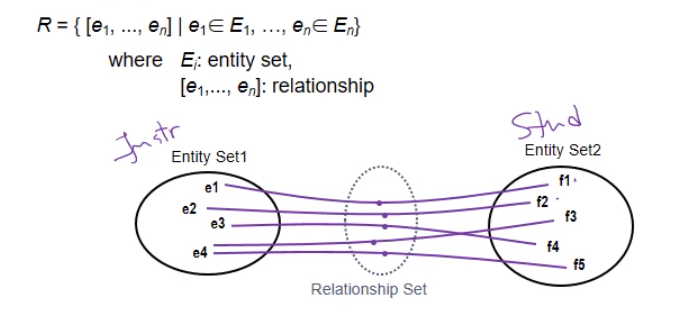 R = { [e₁, ..., eₙ] | e₁∈ E₁, ..., eₙ∈ Eₙ}
where Eᵢ: entity set,
[e₁,..., eₙ]: relationship
Instr
Stud
Entity Set1
Entity Set2
e1
f1
e2
f2
e3
f3
e4
f4
f5
Relationship Set